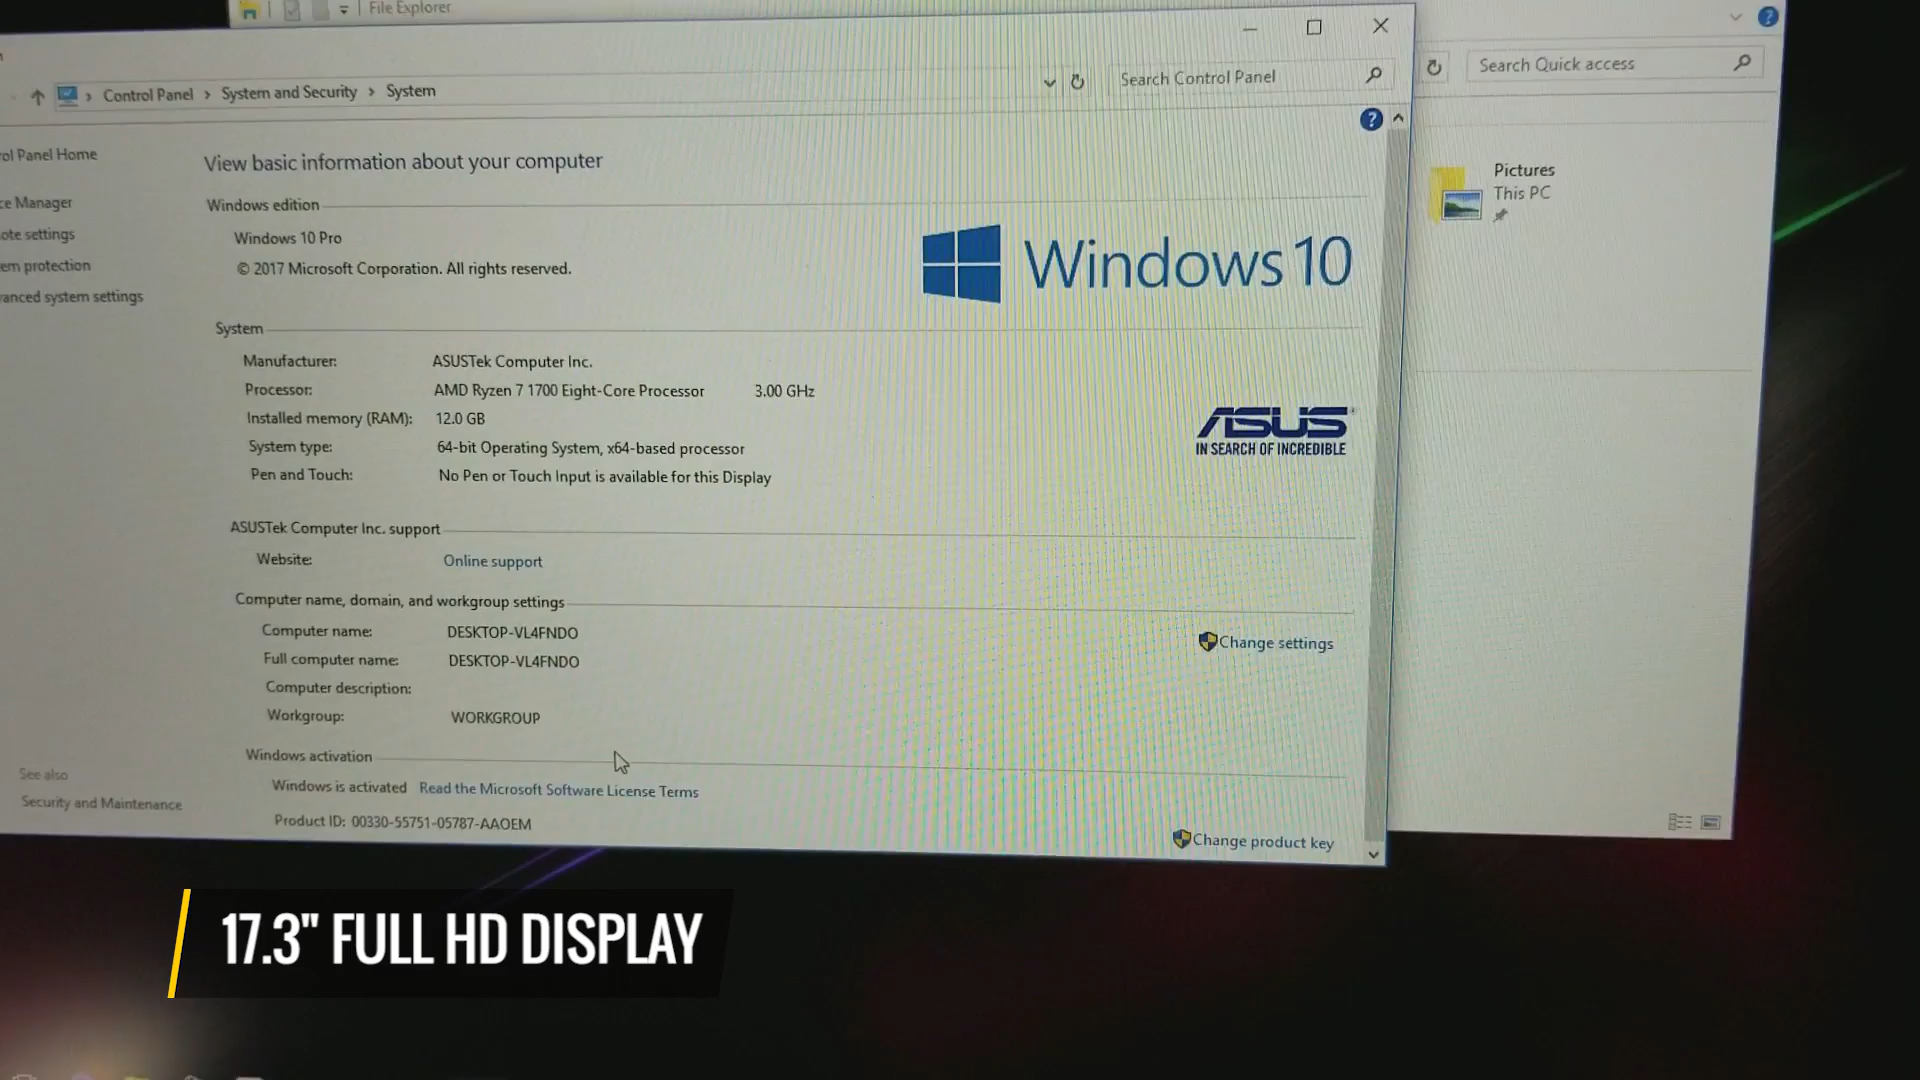 File Explorer
Search Control Panel
Search Quick access
Control Panel › System and Security › System
ol Panel Home
ce Manager
ote settings
em protection
vanced system settings
See also
Security and Maintenance
View basic information about your computer
Windows edition
Windows 10 Pro
© 2017 Microsoft Corporation. All rights reserved.
Windows 10
System
Manufacturer: ASUSTek Computer Inc.
Processor: AMD Ryzen 7 1700 Eight-Core Processor 3.00 GHz
Installed memory (RAM): 12.0 GB
System type: 64-bit Operating System, x64-based processor
Pen and Touch: No Pen or Touch Input is available for this Display
ASUS
IN SEARCH OF INCREDIBLE
ASUSTek Computer Inc. support
Website: Online support
Computer name, domain, and workgroup settings
Computer name: DESKTOP-VL4FNDO
Change settings
Full computer name: DESKTOP-VL4FNDO
Computer description:
Workgroup: WORKGROUP
Windows activation
Windows is activated Read the Microsoft Software License Terms
Product ID: 00330-55751-05787-AAOEM
Change product key
Pictures
This PC
17.3" FULL HD DISPLAY